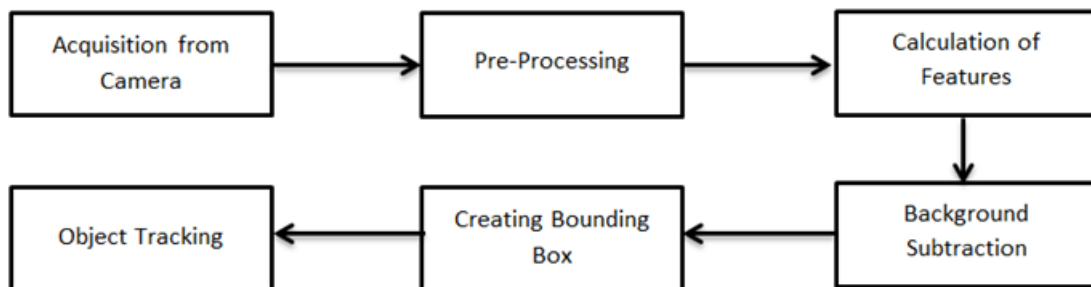 Acquisition from
Camera
Pre-Processing
Calculation of
Features
Background
Subtraction
Creating Bounding
Box
Object Tracking